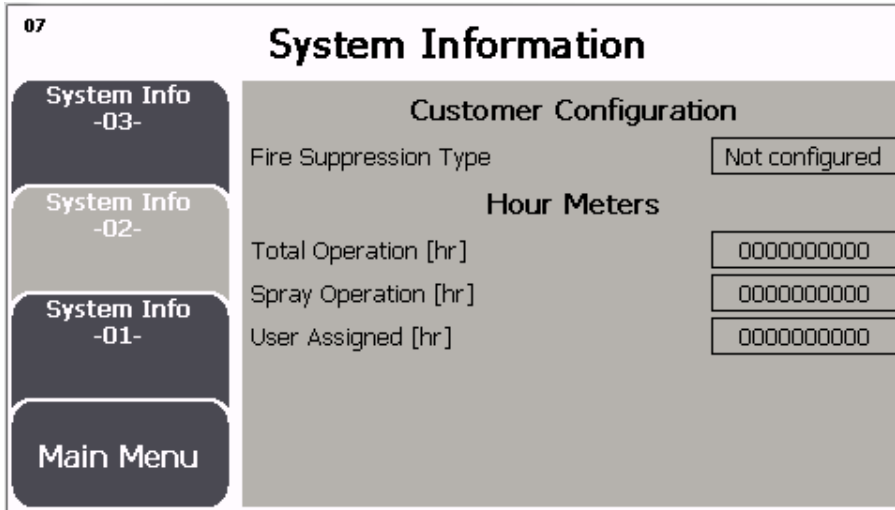 07
System Information
System Info
-03-
System Info
-02-
System Info
-01-
Main Menu
Customer Configuration
Fire Suppression Type Not configured
Hour Meters
Total Operation [hr] 0000000000
Spray Operation [hr] 0000000000
User Assigned [hr] 0000000000